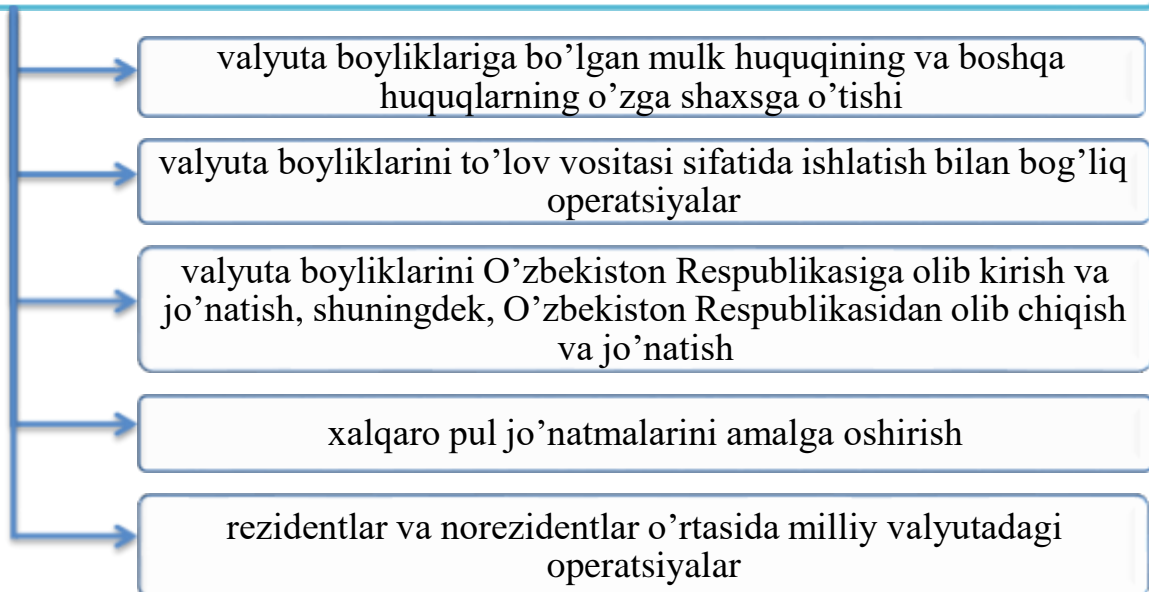 valyuta boyliklariga bo’lgan mulk huquqining va boshqa
huquqlarning o’zga shaxsga o’tishi
valyuta boyliklarini to’lov vositasi sifatida ishlatish bilan bog’liq
operatsiyalar
valyuta boyliklarini O’zbekiston Respublikasiga olib kirish va
jo’natish, shuningdek, O’zbekiston Respublikasidan olib chiqish
va jo’natish
xalqaro pul jo’natmalarini amalga oshirish
rezidentlar va norezidentlar o’rtasida milliy valyutadagi
operatsiyalar